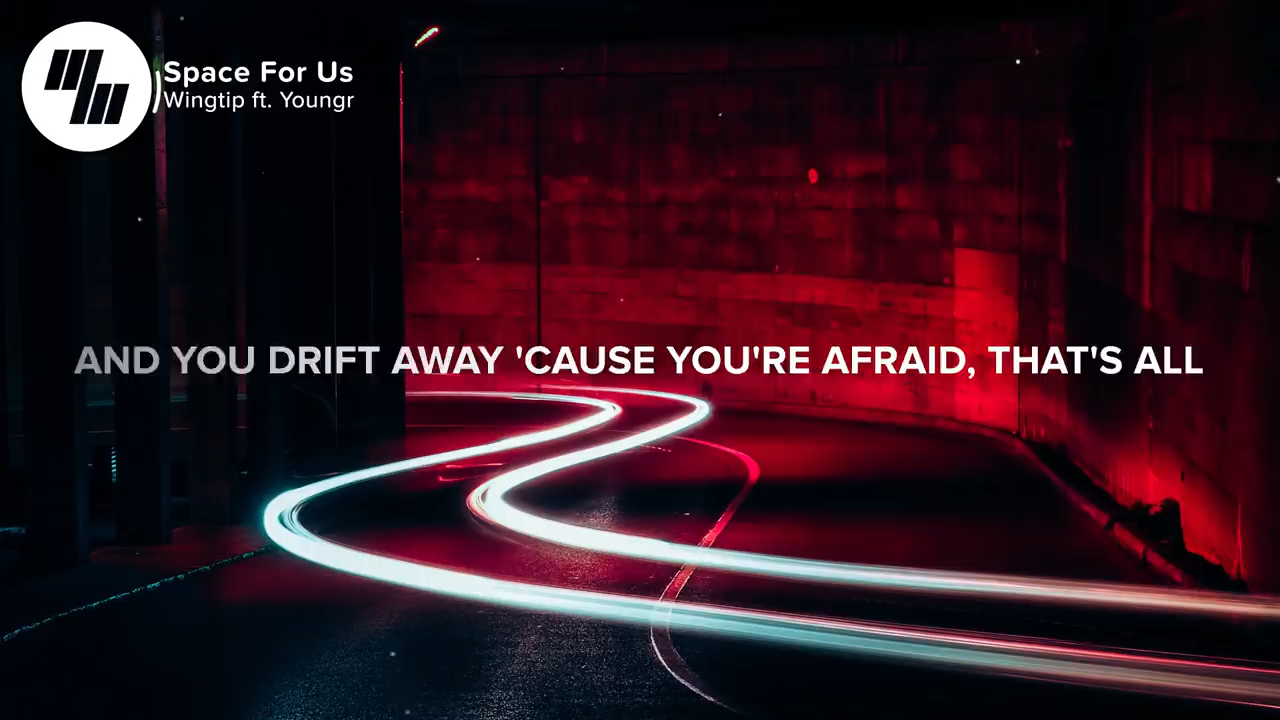 Space For Us
Wingtip ft. Youngr
AND YOU DRIFT AWAY 'CAUSE YOU'RE AFRAID, THAT'S ALL